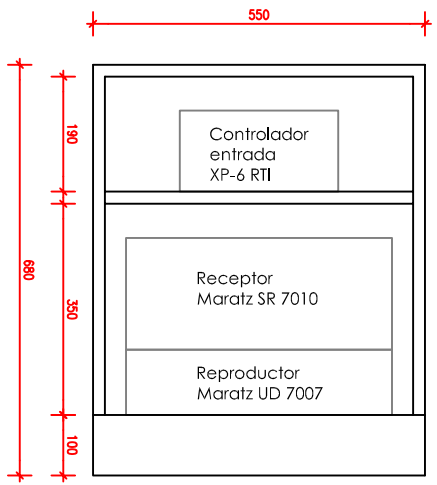 550
190
Controlador
entrada
XP-6 RTI
680
350
Receptor
Maratz SR 7010
Reproductor
Maratz UD 7007
100